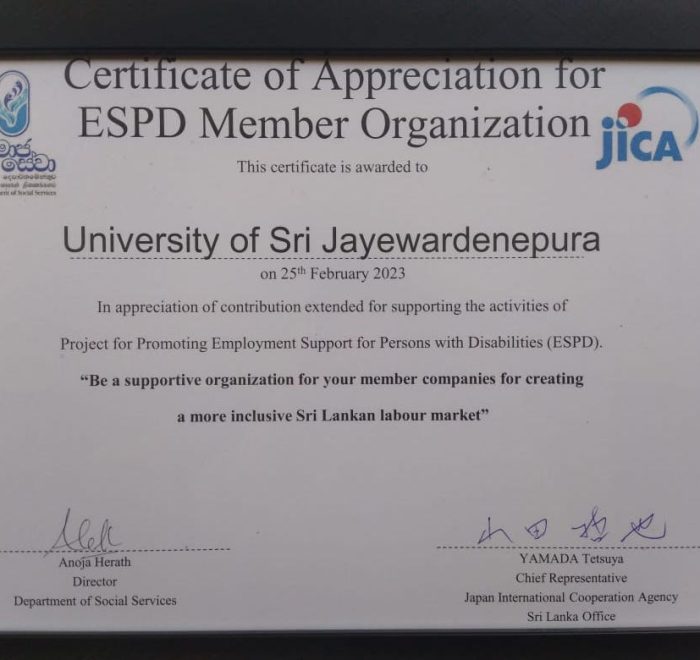 Certificate of Appreciation for
ESPD Member Organization
JICA
සේවා
This certificate is awarded to
University of Sri Jayewardenepura
on 25th February 2023
In appreciation of contribution extended for supporting the activities of
Project for Promoting Employment Support for Persons with Disabilities (ESPD).
“Be a supportive organization for your member companies for creating
a more inclusive Sri Lankan labour market”
山田哲也
Anoja Herath
Director
Department of Social Services
YAMADA Tetsuya
Chief Representative
Japan International Cooperation Agency
Sri Lanka Office